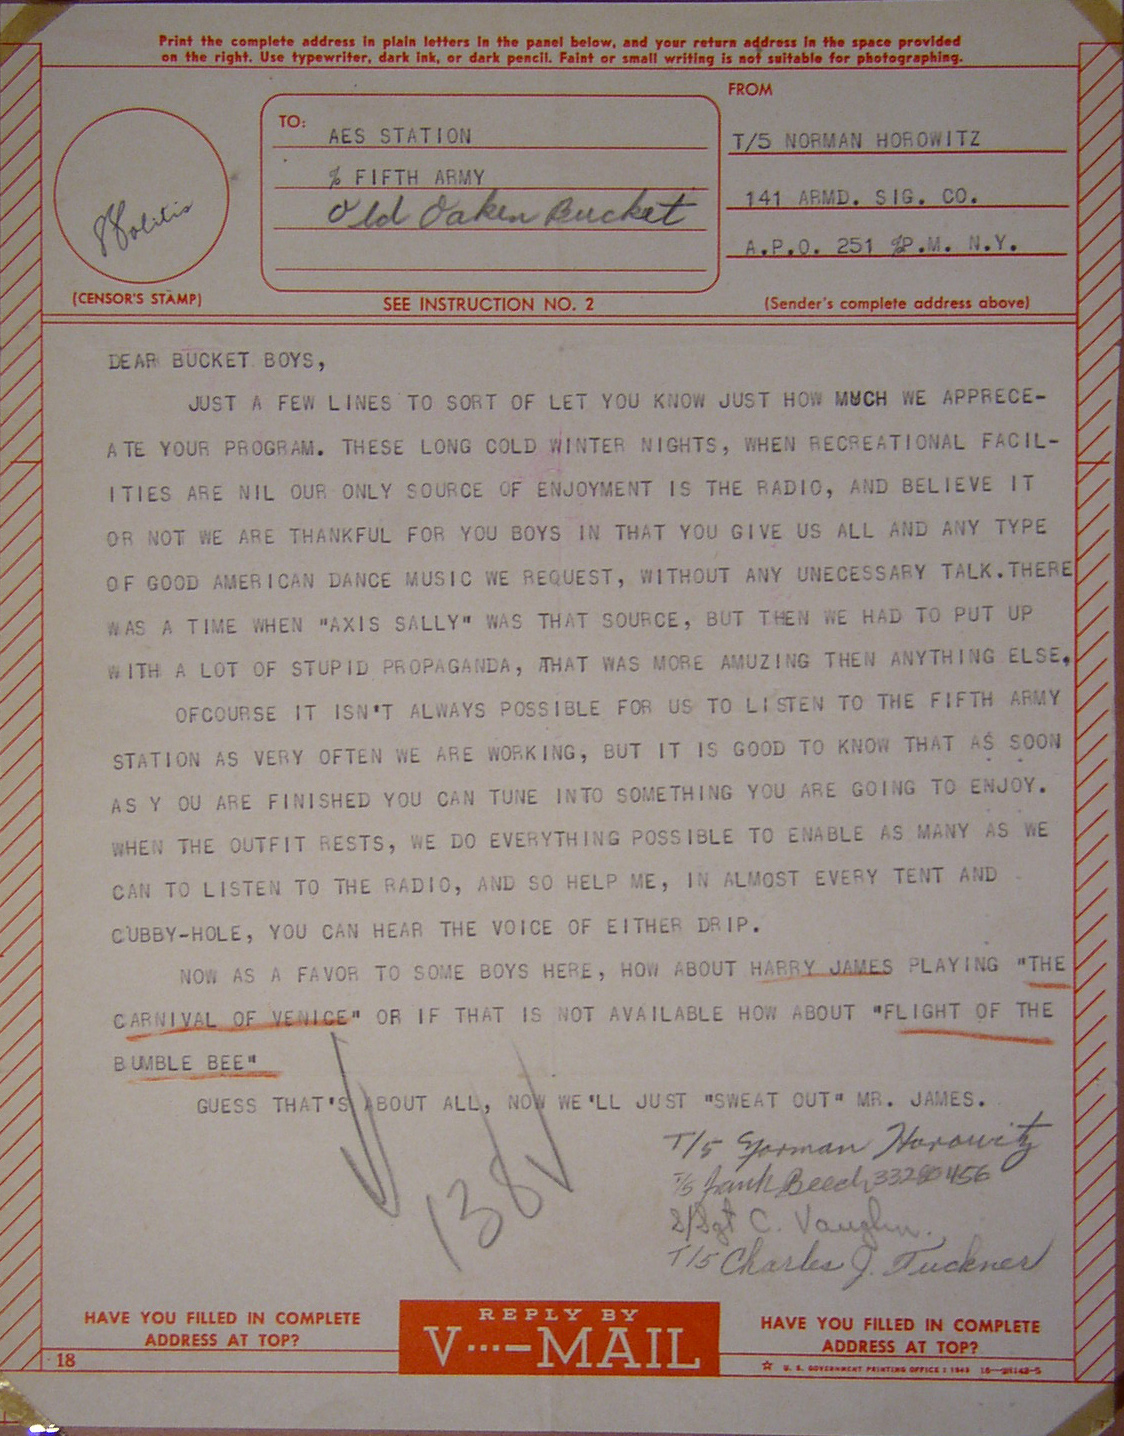 Print the complete address in plain letters in the panel below, and your return address in the space provided
on the right. Use typewriter, dark ink, or dark pencil. Faint or small writing is not suitable for photographing.
FROM
TO:
AES STATION
% FIFTH ARMY
Old Oaken Bucket
T/5 NORMAN HOROWITZ
141 ARMD. SIG. CO.
A.P.O. 251 %P.M. N.Y.
(CENSOR'S STAMP)
SEE INSTRUCTION NO. 2
(Sender's complete address above)
DEAR BUCKET BOYS,
JUST A FEW LINES TO SORT OF LET YOU KNOW JUST HOW MUCH WE APPRECE-
ATE YOUR PROGRAM. THESE LONG COLD WINTER NIGHTS, WHEN RECREATIONAL FACIL-
ITIES ARE NIL OUR ONLY SOURCE OF ENJOYMENT IS THE RADIO, AND BELIEVE IT
OR NOT WE ARE THANKFUL FOR YOU BOYS IN THAT YOU GIVE US ALL AND ANY TYPE
OF GOOD AMERICAN DANCE MUSIC WE REQUEST, WITHOUT ANY UNECESSARY TALK.THERE
WAS A TIME WHEN "AXIS SALLY" WAS THAT SOURCE, BUT THEN WE HAD TO PUT UP
WITH A LOT OF STUPID PROPAGANDA, THAT WAS MORE AMUZING THEN ANYTHING ELSE.
OFCOURSE IT ISN'T ALWAYS POSSIBLE FOR US TO LISTEN TO THE FIFTH ARMY
STATION AS VERY OFTEN WE ARE WORKING, BUT IT IS GOOD TO KNOW THAT AS SOON
AS Y OU ARE FINISHED YOU CAN TUNE INTO SOMETHING YOU ARE GOING TO ENJOY.
WHEN THE OUTFIT RESTS, WE DO EVERYTHING POSSIBLE TO ENABLE AS MANY AS WE
CAN TO LISTEN TO THE RADIO, AND SO HELP ME, IN ALMOST EVERY TENT AND
CUBBY-HOLE, YOU CAN HEAR THE VOICE OF EITHER DRIP.
NOW AS A FAVOR TO SOME BOYS HERE, HOW ABOUT HARRY JAMES PLAYING "THE
CARNIVAL OF VENICE" OR IF THAT IS NOT AVAILABLE HOW ABOUT "FLIGHT OF THE
BUMBLE BEE"
GUESS THAT'S ABOUT ALL, NOW WE'LL JUST "SWEAT OUT" MR. JAMES.
138
T/5 Norman Horowitz
T/5 Frank Beech 33280456
S/Sgt C. Vaughn.
T/5 Charles J. Tuckner
HAVE YOU FILLED IN COMPLETE
ADDRESS AT TOP?
REPLY BY
V···—MAIL
HAVE YOU FILLED IN COMPLETE
ADDRESS AT TOP?
18
☆ U. S. GOVERNMENT PRINTING OFFICE : 1943